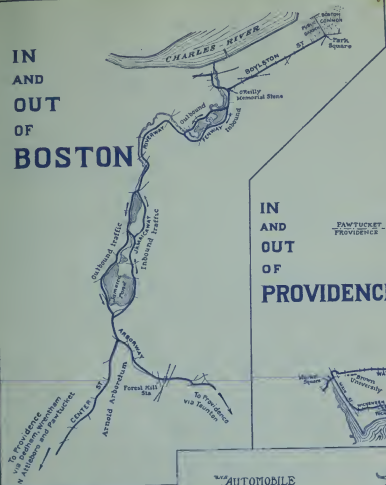 IN
AND
OUT
OF
BOSTON
CHARLES - RIVER
BOSTON
COMMON
PUBLIC
GARDEN
Park
Square
BOYLSTON ST
O'Reilly
Memorial Stone
Outbound
FENWAY Inbound
RIVERWAY
Outbound traffic
JAMAICAWAY
Inbound traffic
Jamaica
Pond
ARBORWAY
CENTER ST
Arnold Arboretum
Forest Hill
Sta
To Providence
via Taunton
To Providence
via Dedham, Wrentham
N Attleboro and Pawtucket
IN
AND
OUT
OF
PROVIDENC
PAWTUCKET
PROVIDENCE
Square
Brown
University
AUTOMOBILE